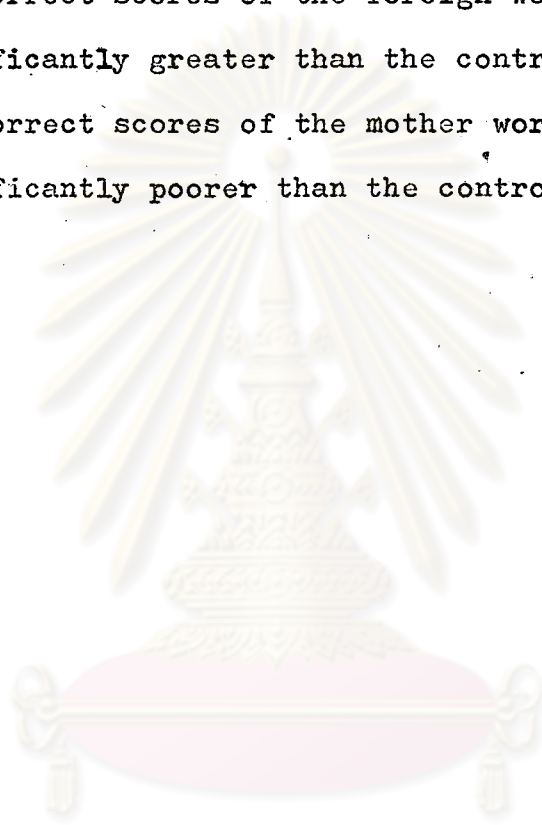 orrect scores of the foreign wo
ficantly greater than the contr
orrect scores of the mother wor
ficantly poorer than the contro